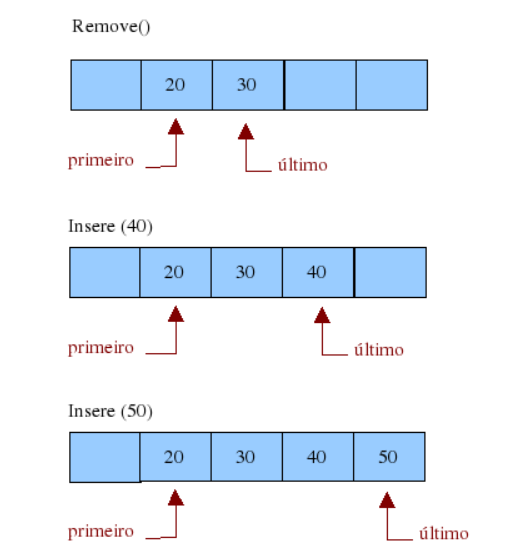 Remove()
20 30
primeiro último
Insere (40)
20 30 40
primeiro último
Insere (50)
20 30 40 50
primeiro último